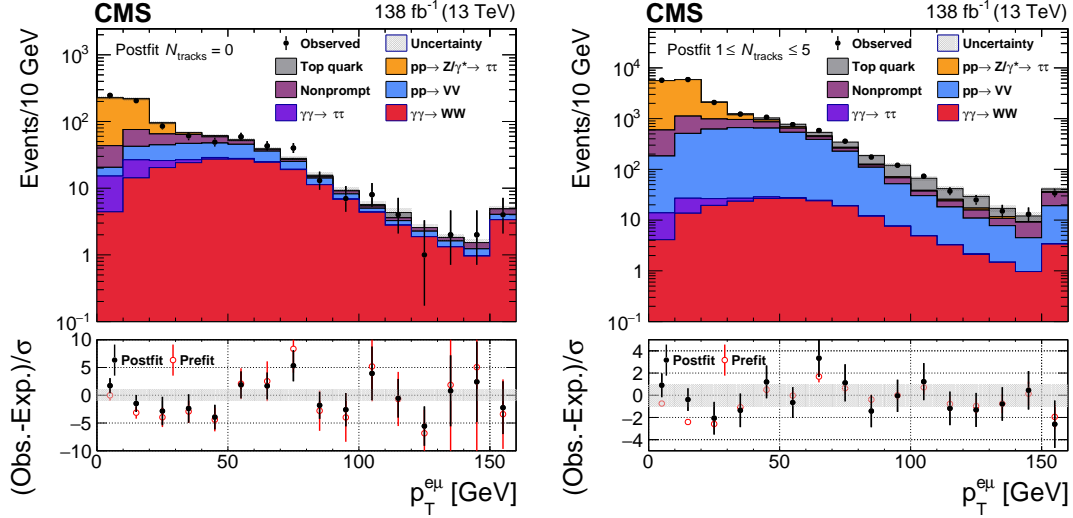 CMS 138 fb⁻¹ (13 TeV)
Postfit N_tracks = 0
Observed
Uncertainty
Top quark
pp→ Z/γ*→ ττ
Nonprompt
pp→ VV
γγ→ ττ
γγ→ WW
Events/10 GeV
10³
10²
10
1
10⁻¹
Postfit
Prefit
(Obs.-Exp.)/σ
10
5
0
−5
−10
0 50 100 150
p_T^eμ [GeV]
CMS 138 fb⁻¹ (13 TeV)
Postfit 1 ≤ N_tracks ≤ 5
Observed
Uncertainty
Top quark
pp→ Z/γ*→ ττ
Nonprompt
pp→ VV
γγ→ ττ
γγ→ WW
Events/10 GeV
10⁴
10³
10²
10
1
10⁻¹
Postfit
Prefit
(Obs.-Exp.)/σ
4
2
0
−2
−4
0 50 100 150
p_T^eμ [GeV]